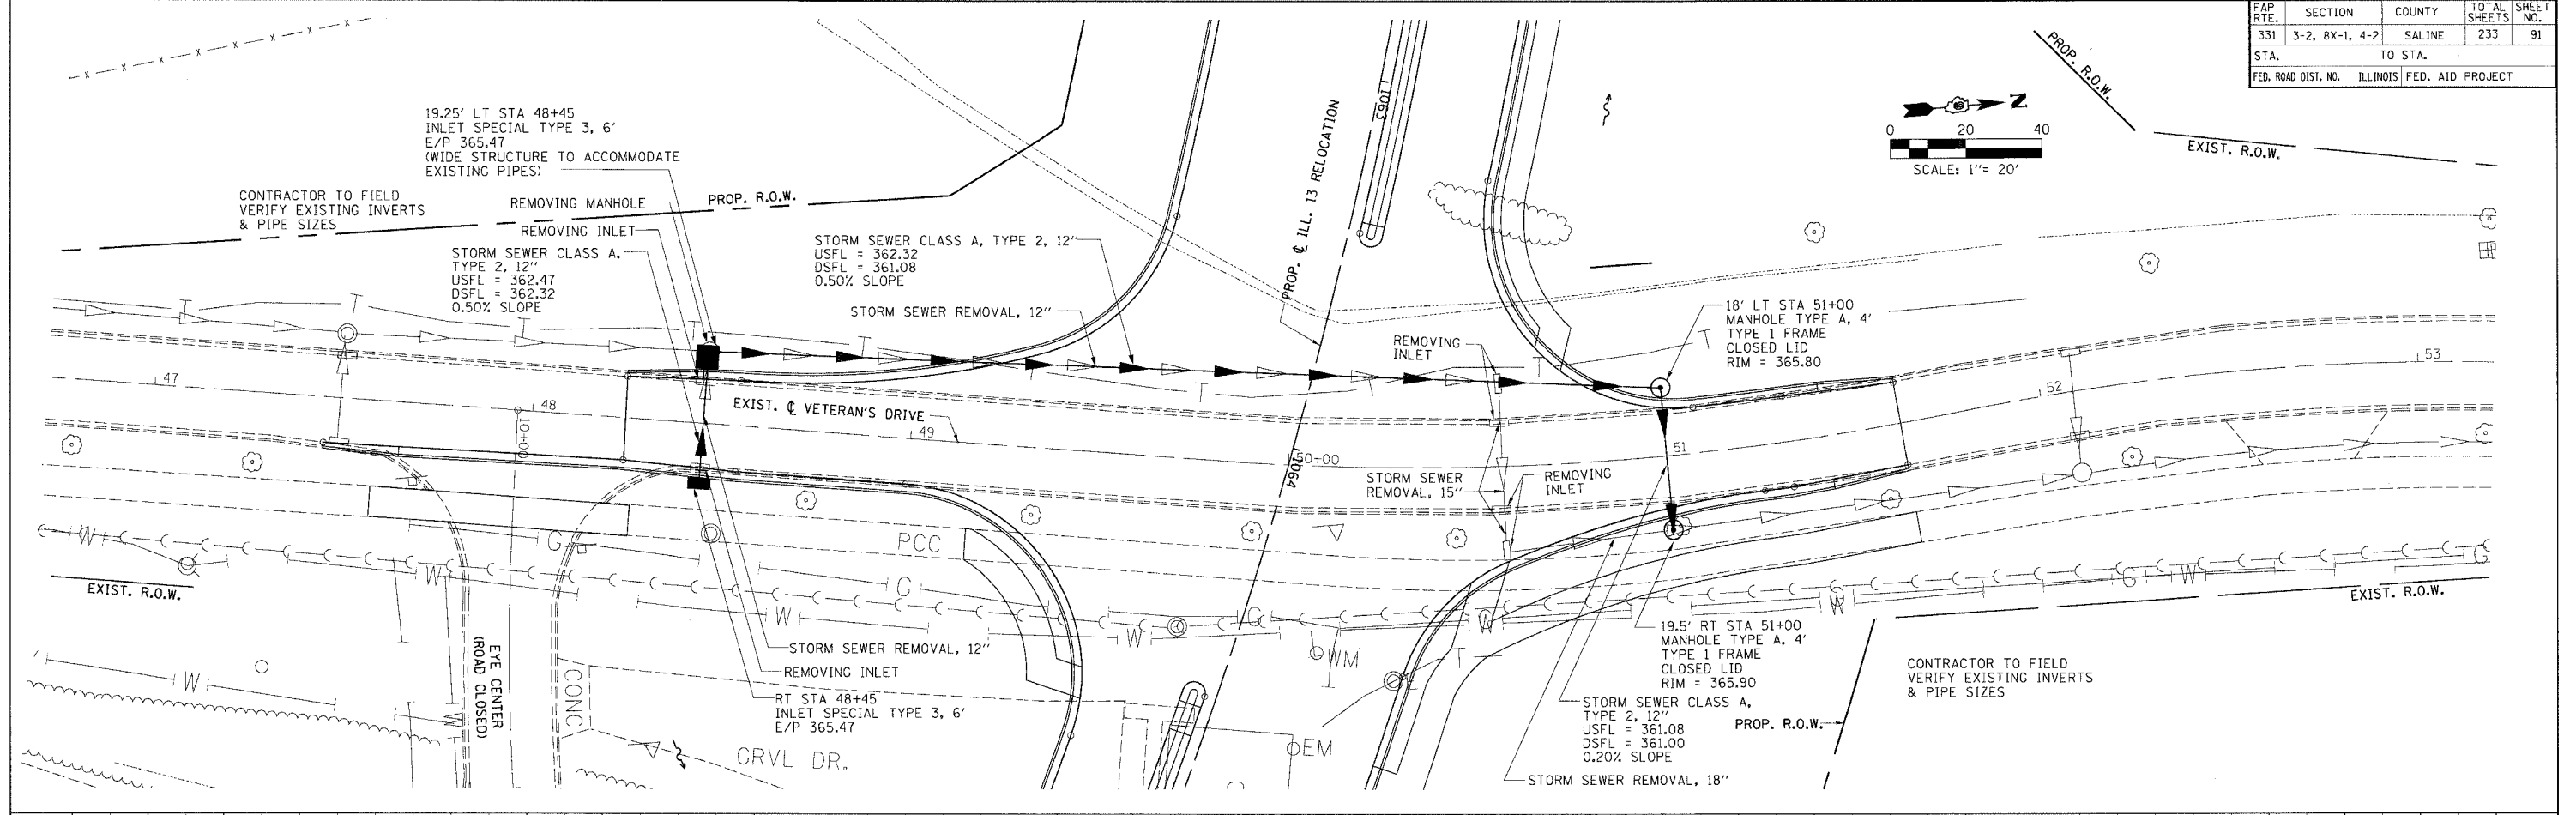 FAP RTE. SECTION COUNTY TOTAL SHEETS SHEET NO.
331 3-2, 8X-1, 4-2 SALINE 233 91
STA. TO STA.
FED. ROAD DIST. NO. ILLINOIS FED. AID PROJECT
PROP. R.O.W.
EXIST. R.O.W.
Z
0 20 40
SCALE: 1"= 20'
19.25' LT STA 48+45
INLET SPECIAL TYPE 3, 6'
E/P 365.47
(WIDE STRUCTURE TO ACCOMMODATE
EXISTING PIPES)
CONTRACTOR TO FIELD
VERIFY EXISTING INVERTS
& PIPE SIZES
REMOVING MANHOLE
PROP. R.O.W.
REMOVING INLET
STORM SEWER CLASS A,
TYPE 2, 12"
USFL = 362.47
DSFL = 362.32
0.50% SLOPE
STORM SEWER CLASS A, TYPE 2, 12"
USFL = 362.32
DSFL = 361.08
0.50% SLOPE
STORM SEWER REMOVAL, 12"
PROP. ℄ ILL. 13 RELOCATION
1063
REMOVING
INLET
18' LT STA 51+00
MANHOLE TYPE A, 4'
TYPE 1 FRAME
CLOSED LID
RIM = 365.80
47
48
10+00
EXIST. ℄ VETERAN'S DRIVE
49
50+00
1064
51
52
53
STORM SEWER
REMOVAL, 15"
REMOVING
INLET
PCC
G
G
G
G
G
W
W
W
W
W
W
W
W
W
T
T
T
T
T
T
T
T
EXIST. R.O.W.
EXIST. R.O.W.
WM
EM
EYE CENTER
(ROAD CLOSED)
CONC
GRVL DR.
STORM SEWER REMOVAL, 12"
REMOVING INLET
RT STA 48+45
INLET SPECIAL TYPE 3, 6'
E/P 365.47
19.5' RT STA 51+00
MANHOLE TYPE A, 4'
TYPE 1 FRAME
CLOSED LID
RIM = 365.90
STORM SEWER CLASS A,
TYPE 2, 12"
USFL = 361.08
DSFL = 361.00
0.20% SLOPE
PROP. R.O.W.
STORM SEWER REMOVAL, 18"
CONTRACTOR TO FIELD
VERIFY EXISTING INVERTS
& PIPE SIZES